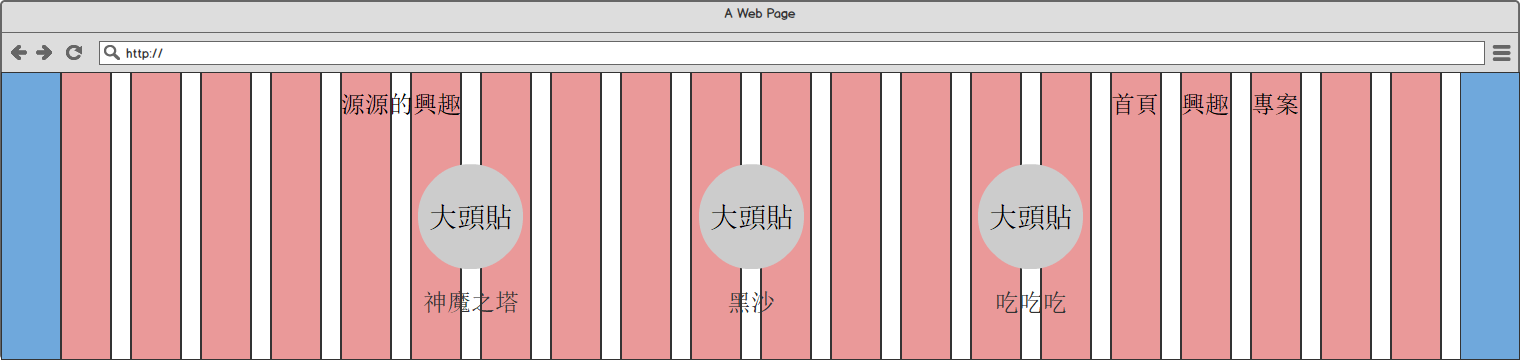 A Web Page
http://
源源的興趣 首頁 興趣 專案
大頭貼 大頭貼 大頭貼
神魔之塔 黑沙 吃吃吃